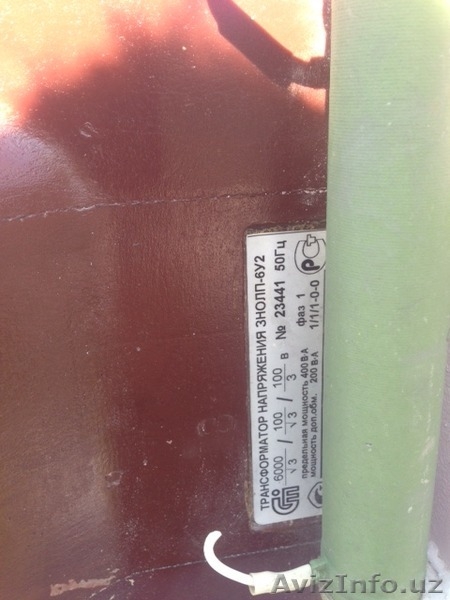 ТРАНСФОРМАТОР НАПРЯЖЕНИЯ ЗНОЛП-6У2
6000/√3 / 100/√3 / 100/3 В № 23441 50Гц
предельная мощность 400 В·А фаз 1
мощность доп.обм. 200 В·А 1/1/1-0-0
РСт
AvizInfo.uz